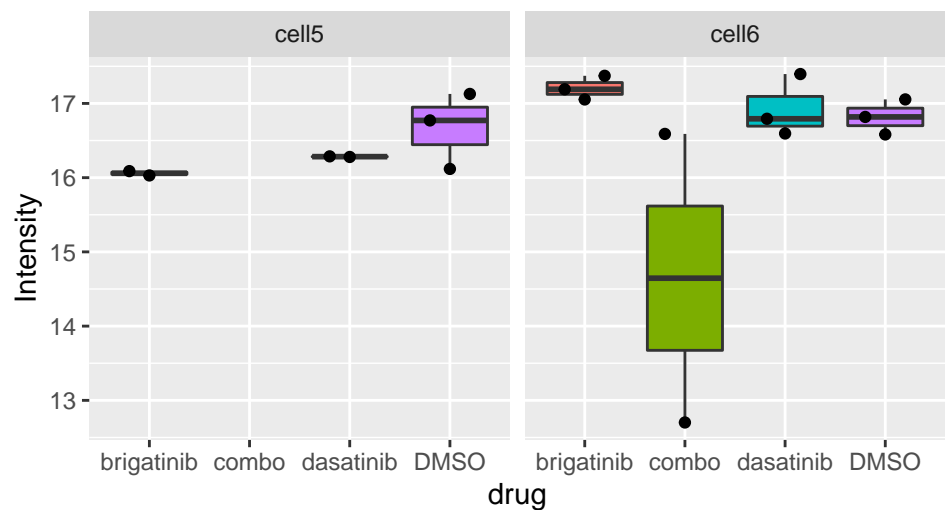 cell5 cell6
17
16
15
14
13
Intensity
brigatinib combo dasatinib DMSO brigatinib combo dasatinib DMSO
drug